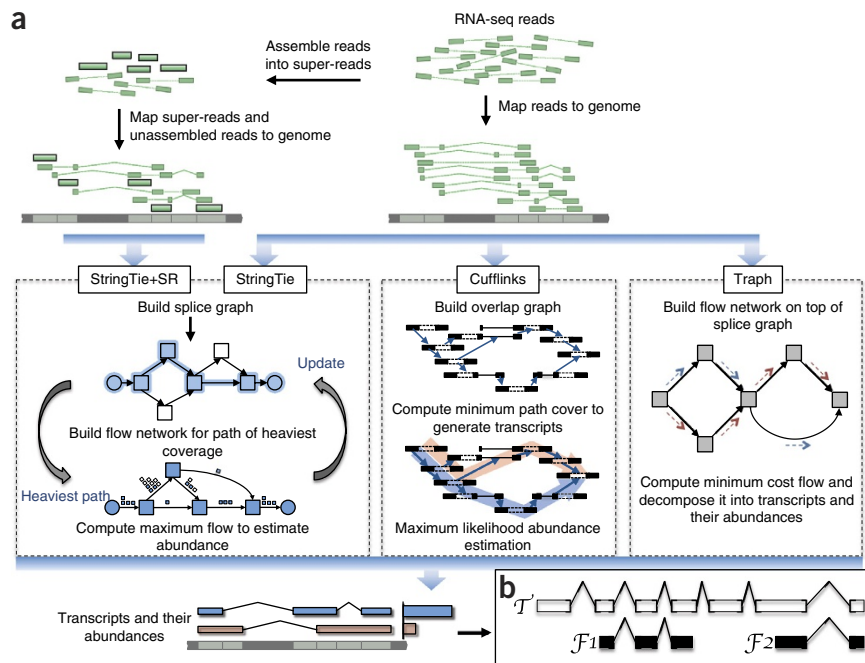 a
RNA-seq reads
Assemble reads
into super-reads
Map super-reads and
unassembled reads to genome
Map reads to genome
StringTie+SR
StringTie
Cufflinks
Traph
Build splice graph
Update
Build flow network for path of heaviest
coverage
Heaviest path
Compute maximum flow to estimate
abundance
Build overlap graph
Compute minimum path cover to
generate transcripts
Maximum likelihood abundance
estimation
Build flow network on top of
splice graph
Compute minimum cost flow and
decompose it into transcripts and
their abundances
Transcripts and their
abundances
b
T
F1
F2